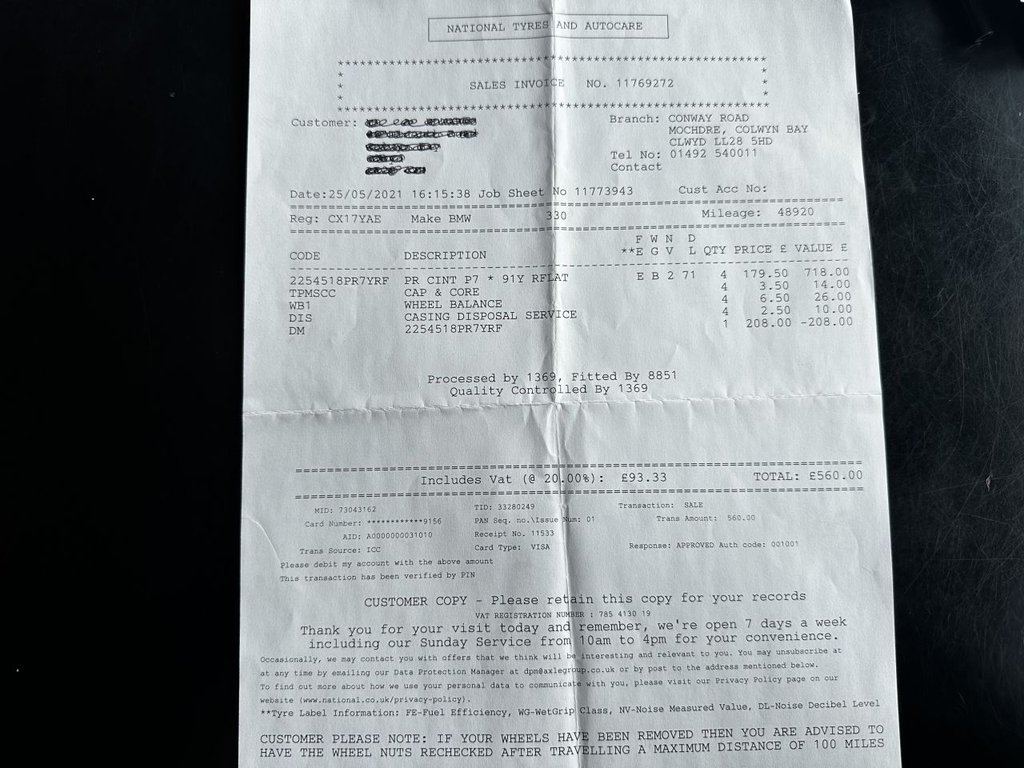 NATIONAL TYRES AND AUTOCARE
**************************************************************
* SALES INVOICE NO. 11769272 *
**************************************************************
Customer:
Branch: CONWAY ROAD
MOCHDRE, COLWYN BAY
CLWYD LL28 5HD
Tel No: 01492 540011
Contact
Date:25/05/2021 16:15:38 Job Sheet No 11773943 Cust Acc No:
Reg: CX17YAE Make BMW 330 Mileage: 48920
F W N D
CODE DESCRIPTION **E G V L QTY PRICE £ VALUE £
2254518PR7YRF PR CINT P7 * 91Y RFLAT E B 2 71 4 179.50 718.00
TPMSCC CAP & CORE 4 3.50 14.00
WB1 WHEEL BALANCE 4 6.50 26.00
DIS CASING DISPOSAL SERVICE 4 2.50 10.00
DM 2254518PR7YRF 1 208.00 -208.00
Processed by 1369, Fitted By 8851
Quality Controlled By 1369
Includes Vat (@ 20.00%): £93.33 TOTAL: £560.00
MID: 73043162 TID: 33280249 Transaction: SALE
Card Number: ************9156 PAN Seq. no.\Issue Num: 01 Trans Amount: 560.00
AID: A0000000031010 Receipt No. 11533
Trans Source: ICC Card Type: VISA Response: APPROVED Auth code: 001001
Please debit my account with the above amount
This transaction has been verified by PIN
CUSTOMER COPY - Please retain this copy for your records
VAT REGISTRATION NUMBER : 785 4130 19
Thank you for your visit today and remember, we're open 7 days a week
including our Sunday Service from 10am to 4pm for your convenience.
Occasionally, we may contact you with offers that we think will be interesting and relevant to you. You may unsubscribe at
at any time by emailing our Data Protection Manager at dpm@axlegroup.co.uk or by post to the address mentioned below.
To find out more about how we use your personal data to communicate with you, please visit our Privacy Policy page on our
website (www.national.co.uk/privacy-policy).
**Tyre Label Information: FE-Fuel Efficiency, WG-WetGrip Class, NV-Noise Measured Value, DL-Noise Decibel Level
CUSTOMER PLEASE NOTE: IF YOUR WHEELS HAVE BEEN REMOVED THEN YOU ARE ADVISED TO
HAVE THE WHEEL NUTS RECHECKED AFTER TRAVELLING A MAXIMUM DISTANCE OF 100 MILES